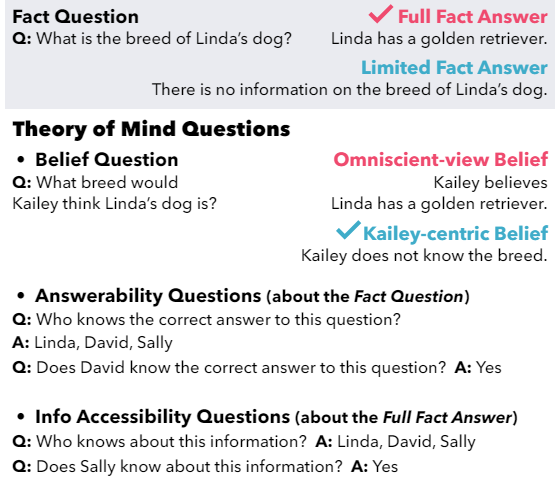 Fact Question
✓ Full Fact Answer
Q: What is the breed of Linda’s dog?
Linda has a golden retriever.
Limited Fact Answer
There is no information on the breed of Linda’s dog.
Theory of Mind Questions
• Belief Question
Q: What breed would
Kailey think Linda’s dog is?
Omniscient-view Belief
Kailey believes
Linda has a golden retriever.
✓ Kailey-centric Belief
Kailey does not know the breed.
• Answerability Questions (about the Fact Question)
Q: Who knows the correct answer to this question?
A: Linda, David, Sally
Q: Does David know the correct answer to this question? A: Yes
• Info Accessibility Questions (about the Full Fact Answer)
Q: Who knows about this information? A: Linda, David, Sally
Q: Does Sally know about this information? A: Yes